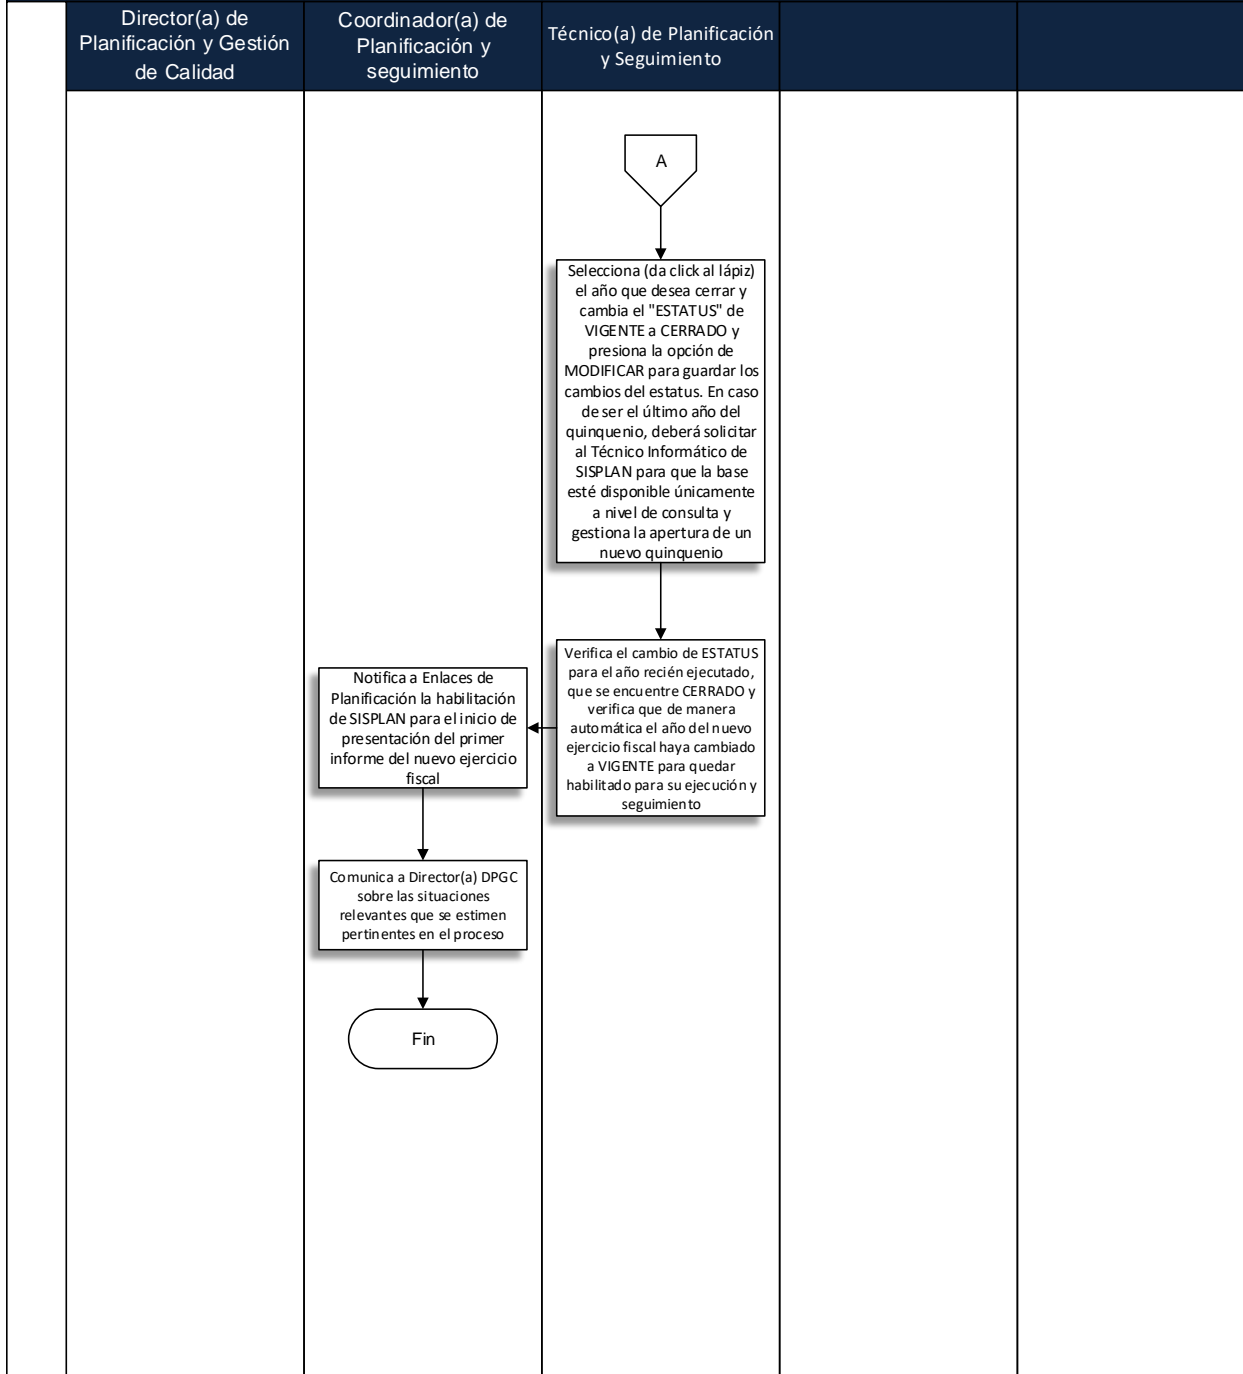 Director(a) de
Planificación y Gestión
de Calidad
Coordinador(a) de
Planificación y
seguimiento
Técnico(a) de Planificación
y Seguimiento
A
Selecciona (da click al lápiz)
el año que desea cerrar y
cambia el "ESTATUS" de
VIGENTE a CERRADO y
presiona la opción de
MODIFICAR para guardar los
cambios del estatus. En caso
de ser el último año del
quinquenio, deberá solicitar
al Técnico Informático de
SISPLAN para que la base
esté disponible únicamente
a nivel de consulta y
gestiona la apertura de un
nuevo quinquenio
Verifica el cambio de ESTATUS
para el año recién ejecutado,
que se encuentre CERRADO y
verifica que de manera
automática el año del nuevo
ejercicio fiscal haya cambiado
a VIGENTE para quedar
habilitado para su ejecución y
seguimiento
Notifica a Enlaces de
Planificación la habilitación
de SISPLAN para el inicio de
presentación del primer
informe del nuevo ejercicio
fiscal
Comunica a Director(a) DPGC
sobre las situaciones
relevantes que se estimen
pertinentes en el proceso
Fin